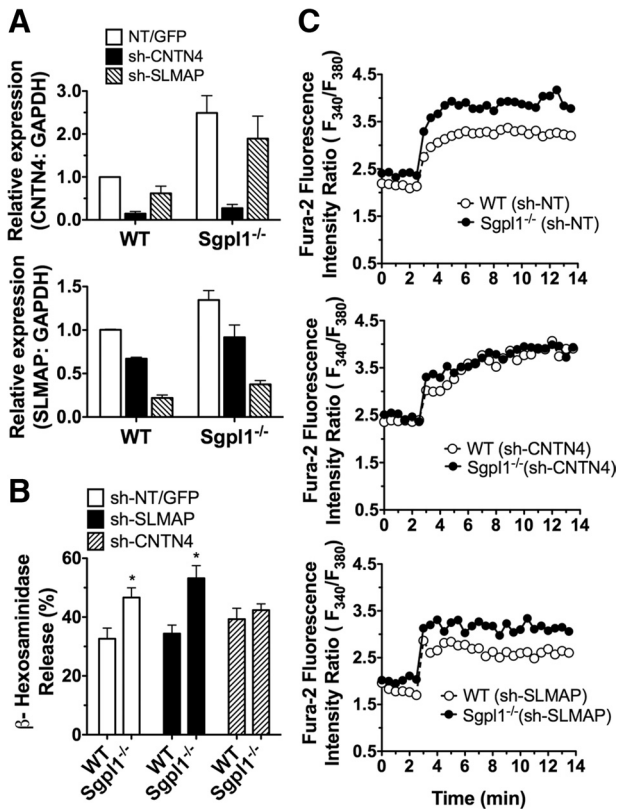 A
NT/GFP
sh-CNTN4
sh-SLMAP
Relative expression
(CNTN4: GAPDH)
3.0
2.5
2.0
1.5
1.0
0.5
0.0
WT
Sgpl1-/-
Relative expression
(SLMAP: GAPDH)
1.5
1.0
0.5
0.0
WT
Sgpl1-/-
B
sh-NT/GFP
sh-SLMAP
sh-CNTN4
β- Hexosaminidase
Release (%)
60
40
20
0
*
*
WT
Sgpl1-/-
WT
Sgpl1-/-
WT
Sgpl1-/-
C
Fura-2 Fluorescence
Intensity Ratio ( F340/F380)
4.5
3.5
2.5
1.5
WT (sh-NT)
Sgpl1-/- (sh-NT)
0 2 4 6 8 10 12 14
Fura-2 Fluorescence
Intensity Ratio ( F340/F380)
4.5
3.5
2.5
1.5
WT (sh-CNTN4)
Sgpl1-/-(sh-CNTN4)
0 2 4 6 8 10 12 14
Fura-2 Fluorescence
Intensity Ratio ( F340/F380)
4.5
3.5
2.5
1.5
WT (sh-SLMAP)
Sgpl1-/-(sh-SLMAP)
0 2 4 6 8 10 12 14
Time (min)